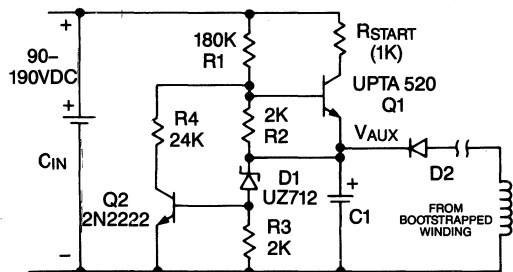 +
90–
190VDC
+
CIN
–
180K
R1
RSTART
(1K)
UPTA 520
Q1
R4
24K
2K
R2
VAUX
D2
Q2
2N2222
D1
UZ712
+
C1
R3
2K
FROM
BOOTSTRAPPED
WINDING